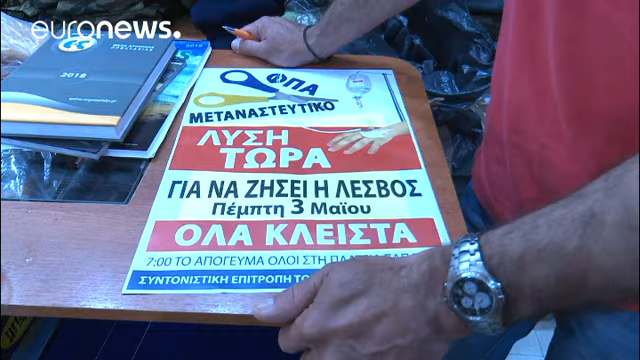 euronews.
2018
2018
ΦΠΑ
ΜΕΤΑΝΑΣΤΕΥΤΙΚΟ
ΛΥΣΗ
ΤΩΡΑ
ΓΙΑ ΝΑ ΖΗΣΕΙ Η ΛΕΣΒΟΣ
Πέμπτη 3 Μαΐου
ΟΛΑ ΚΛΕΙΣΤΑ
7:00 ΤΟ ΑΠΟΓΕΥΜΑ ΟΛΟΙ ΣΤΗ
ΣΥΝΤΟΝΙΣΤΙΚΗ ΕΠΙΤΡΟΠΗ